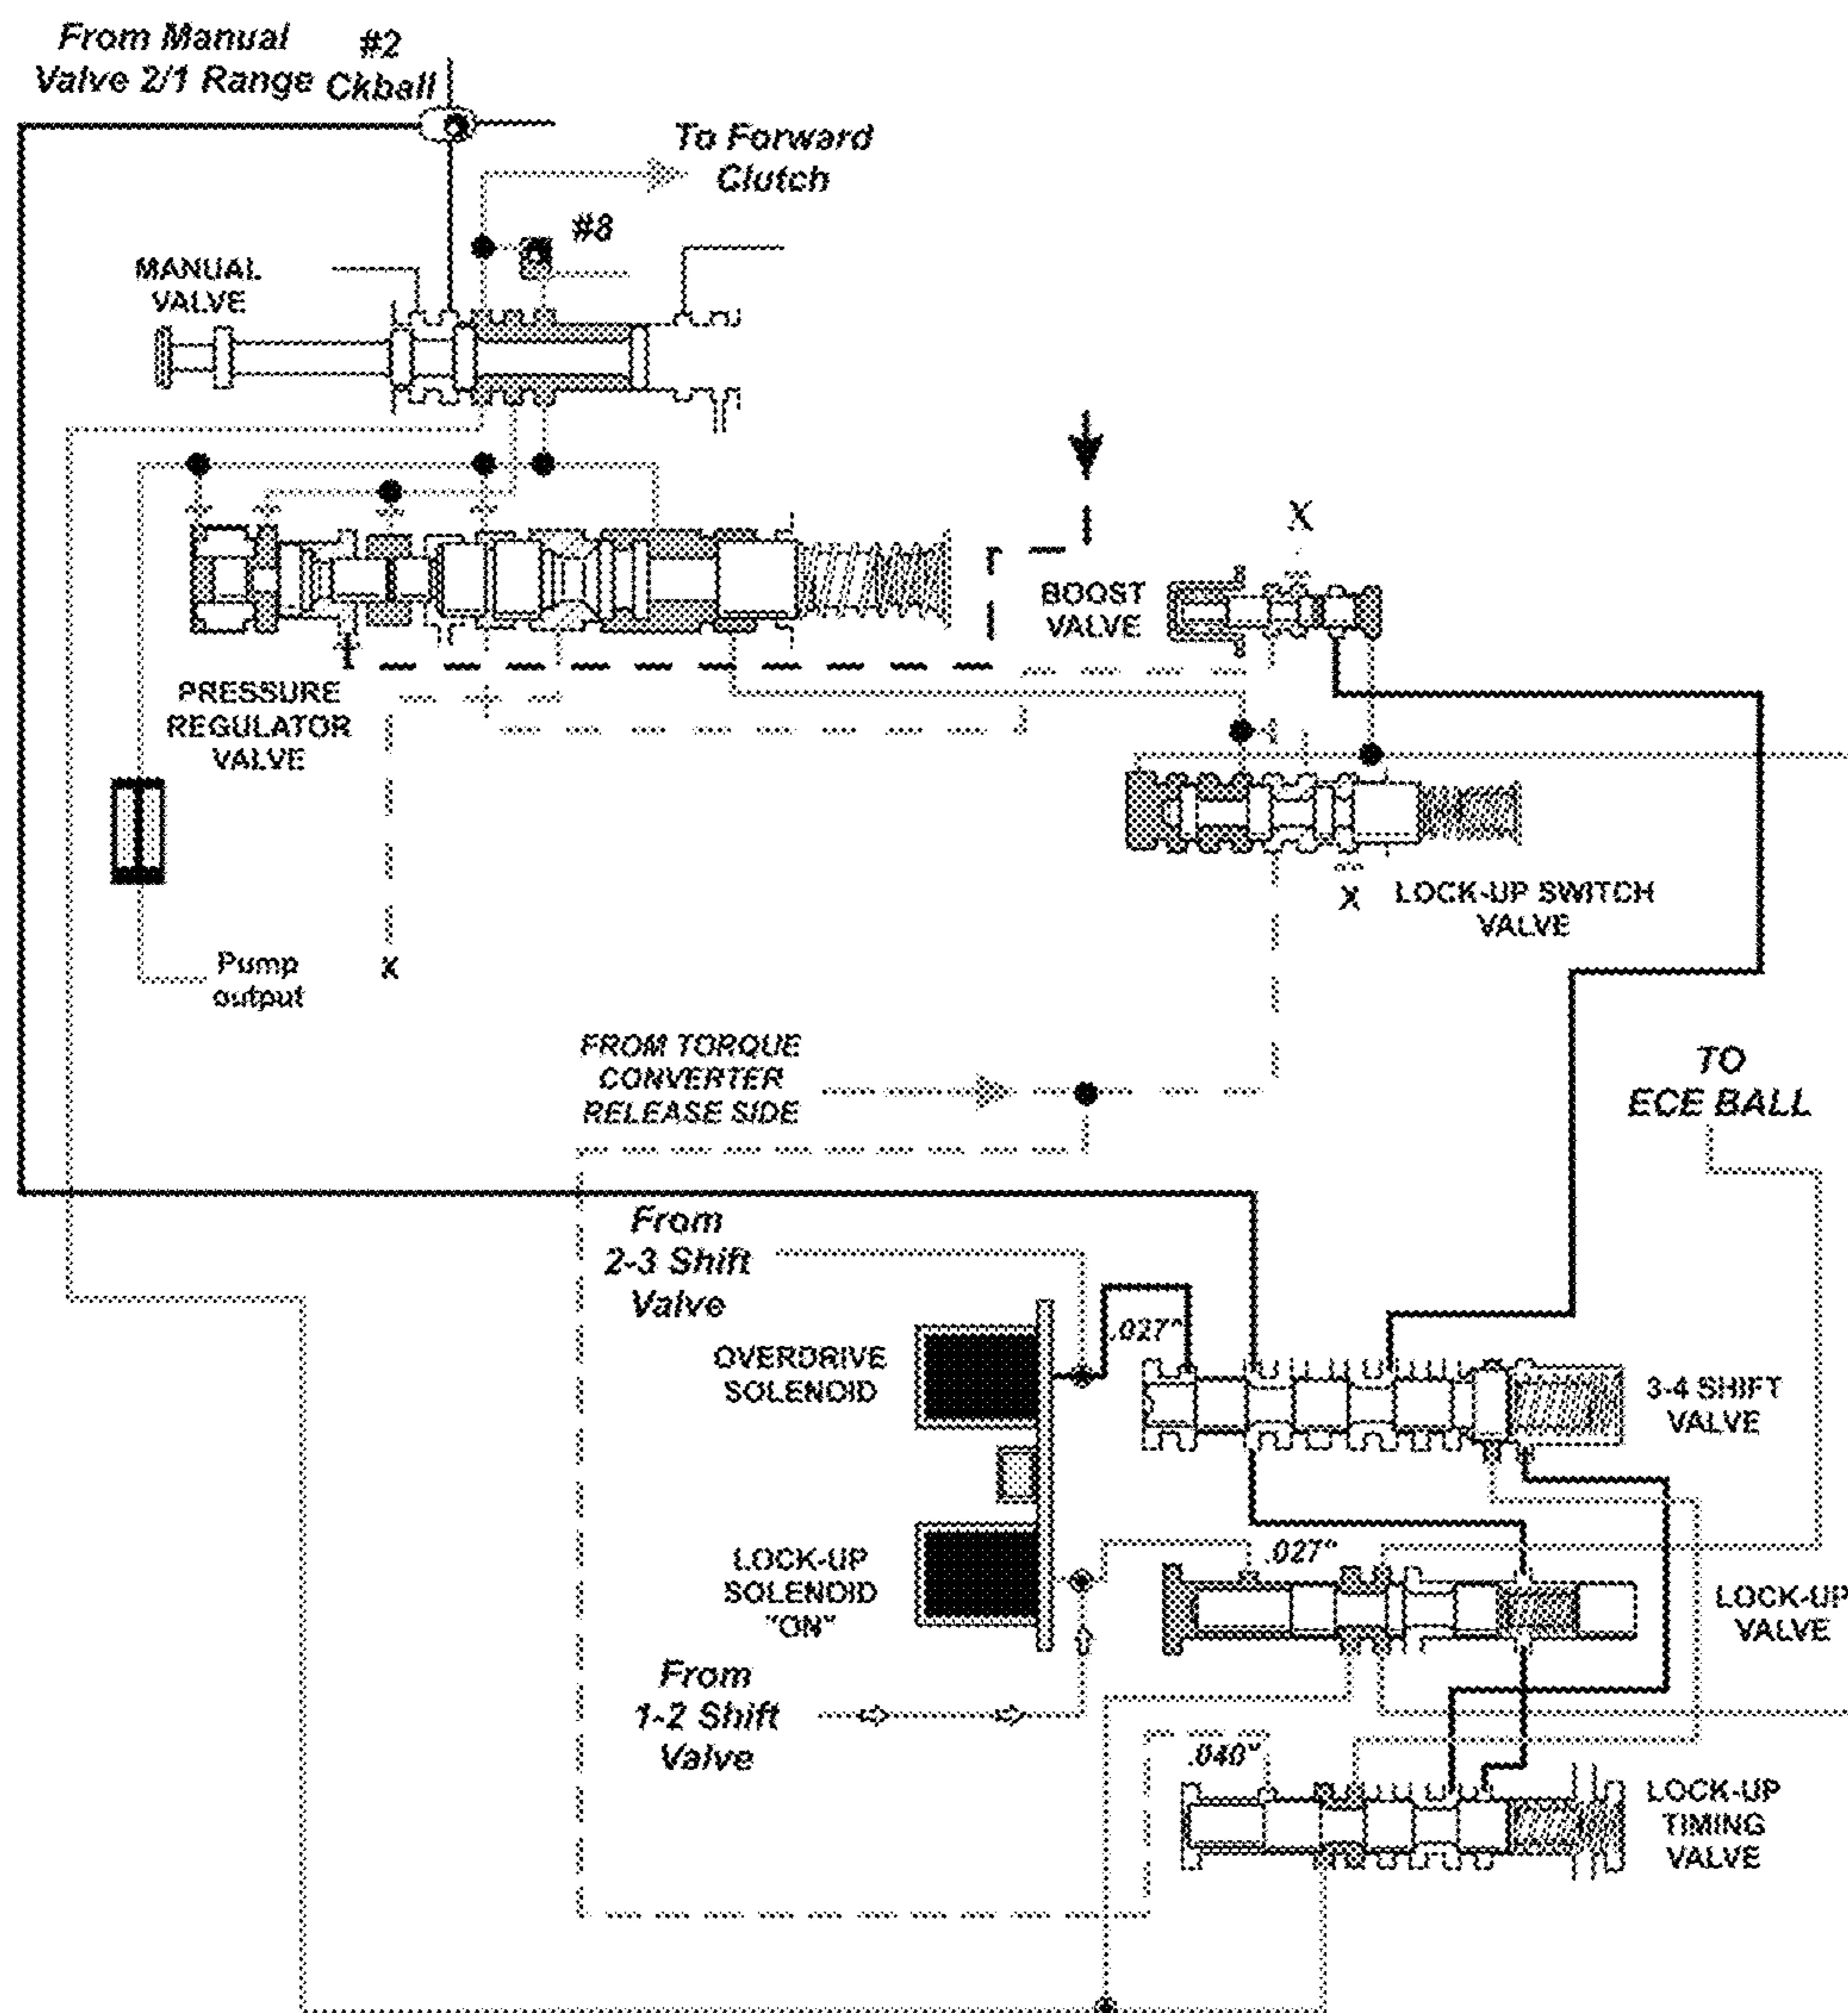 From Manual
Valve 2/1 Range
#2
Ckball
To Forward
Clutch
#8
MANUAL
VALVE
X
BOOST
VALVE
PRESSURE
REGULATOR
VALVE
X
LOCK-UP SWITCH
VALVE
Pump
output
X
FROM TORQUE
CONVERTER
RELEASE SIDE
TO
ECE BALL
From
2-3 Shift
Valve
.027"
OVERDRIVE
SOLENOID
3-4 SHIFT
VALVE
.027"
LOCK-UP
SOLENOID
"ON"
LOCK-UP
VALVE
From
1-2 Shift
Valve
.040"
LOCK-UP
TIMING
VALVE